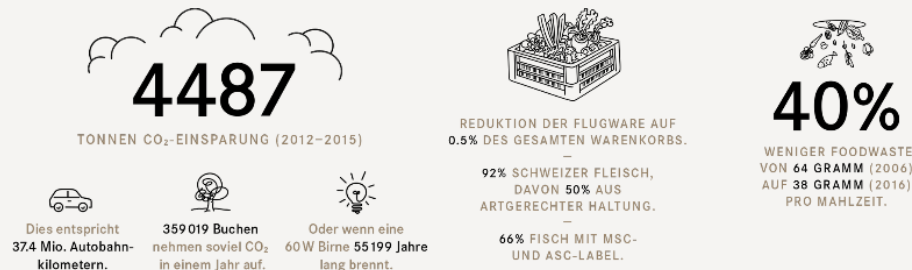 4487
TONNEN CO₂-EINSPARUNG (2012–2015)
Dies entspricht
37.4 Mio. Autobahn-
kilometern.
359 019 Buchen
nehmen soviel CO₂
in einem Jahr auf.
Oder wenn eine
60 W Birne 55 199 Jahre
lang brennt.
REDUKTION DER FLUGWARE AUF
0.5% DES GESAMTEN WARENKORBS.
–
92% SCHWEIZER FLEISCH,
DAVON 50% AUS
ARTGERECHTER HALTUNG.
–
66% FISCH MIT MSC-
UND ASC-LABEL.
40%
WENIGER FOODWASTE
VON 64 GRAMM (2006)
AUF 38 GRAMM (2016)
PRO MAHLZEIT.